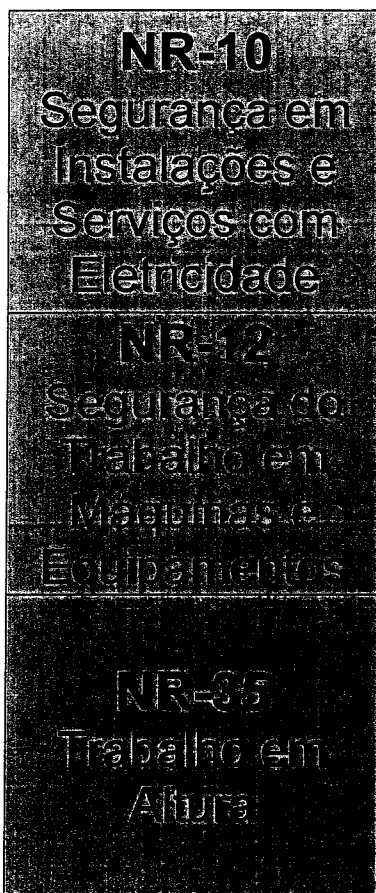 NR-10
Segurança em
Instalações e
Serviços com
Eletricidade
NR-12
Segurança do
Trabalho em
Máquinas e
Equipamentos
NR-35
Trabalho em
Altura